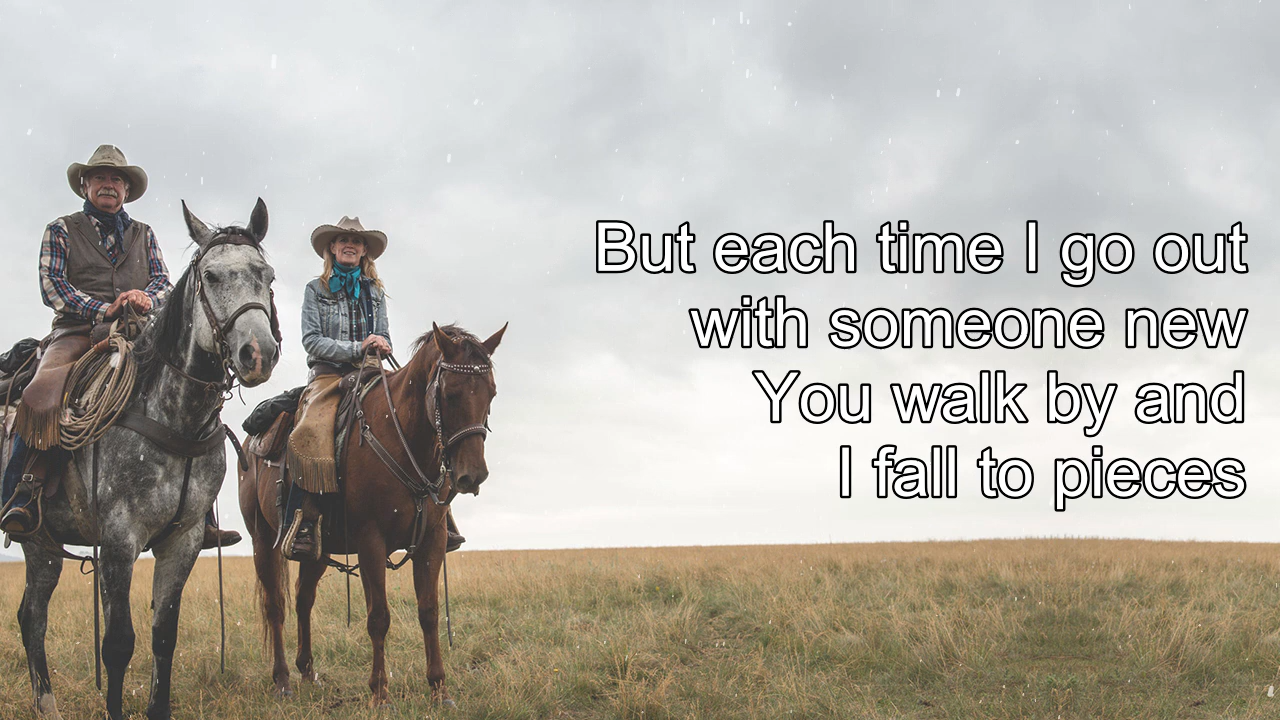 But each time I go out
with someone new
You walk by and
I fall to pieces